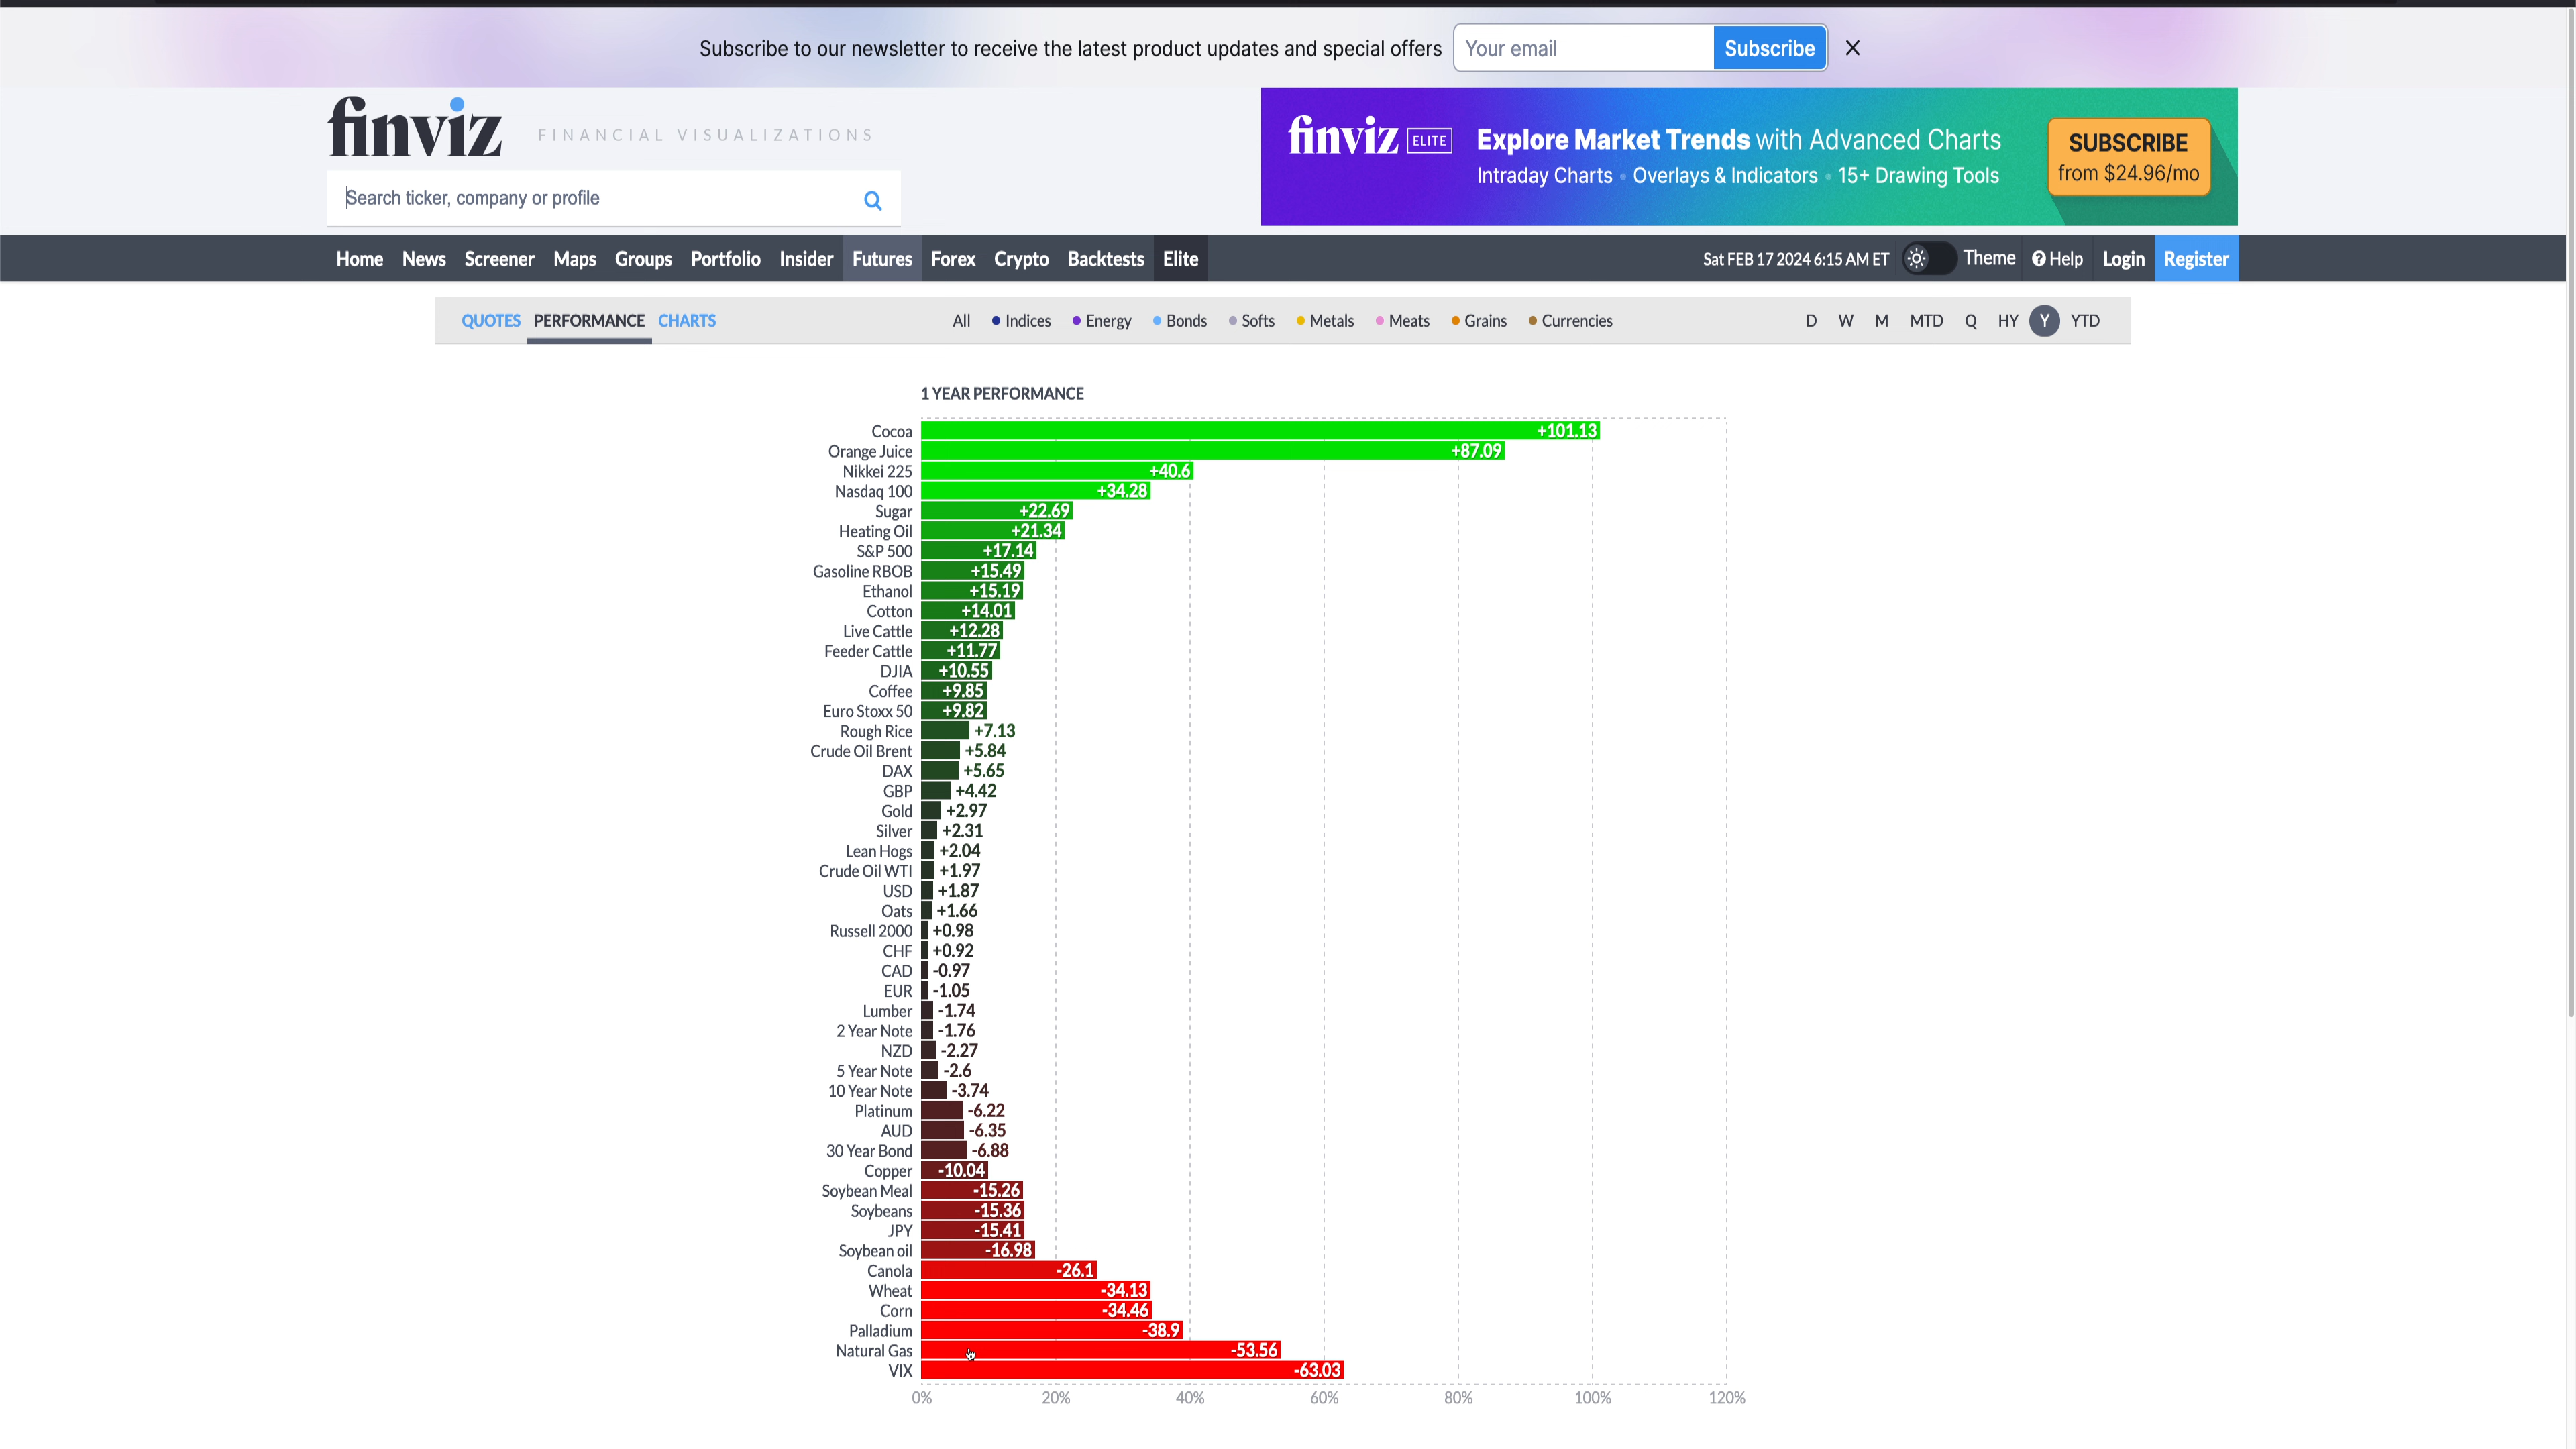 Subscribe to our newsletter to receive the latest product updates and special offers Your email Subscribe
finviz FINANCIAL VISUALIZATIONS
Search ticker, company or profile
finviz ELITE Explore Market Trends with Advanced Charts
Intraday Charts • Overlays & Indicators • 15+ Drawing Tools
SUBSCRIBE
from $24.96/mo
Home News Screener Maps Groups Portfolio Insider Futures Forex Crypto Backtests Elite Sat FEB 17 2024 6:15 AM ET Theme Help Login Register
QUOTES PERFORMANCE CHARTS All Indices Energy Bonds Softs Metals Meats Grains Currencies D W M MTD Q HY Y YTD
1 YEAR PERFORMANCE
Cocoa +101.13
Orange Juice +87.09
Nikkei 225 +40.6
Nasdaq 100 +34.28
Sugar +22.69
Heating Oil +21.34
S&P 500 +17.14
Gasoline RBOB +15.49
Ethanol +15.19
Cotton +14.01
Live Cattle +12.28
Feeder Cattle +11.77
DJIA +10.55
Coffee +9.85
Euro Stoxx 50 +9.82
Rough Rice +7.13
Crude Oil Brent +5.84
DAX +5.65
GBP +4.42
Gold +2.97
Silver +2.31
Lean Hogs +2.04
Crude Oil WTI +1.97
USD +1.87
Oats +1.66
Russell 2000 +0.98
CHF +0.92
CAD -0.97
EUR -1.05
Lumber -1.74
2 Year Note -1.76
NZD -2.27
5 Year Note -2.6
10 Year Note -3.74
Platinum -6.22
AUD -6.35
30 Year Bond -6.88
Copper -10.04
Soybean Meal -15.26
Soybeans -15.36
JPY -15.41
Soybean oil -16.98
Canola -26.1
Wheat -34.13
Corn -34.46
Palladium -38.9
Natural Gas -53.56
VIX -63.03
0% 20% 40% 60% 80% 100% 120%